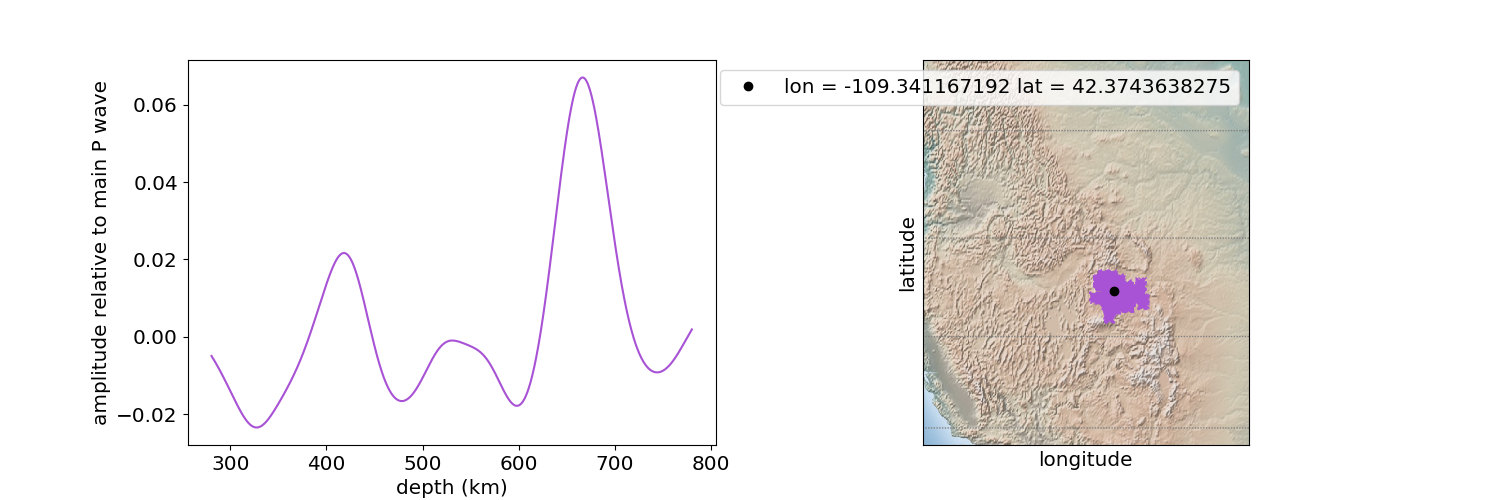 amplitude relative to main P wave
0.06
0.04
0.02
0.00
−0.02
300 400 500 600 700 800
depth (km)
lon = -109.341167192 lat = 42.3743638275
latitude
longitude